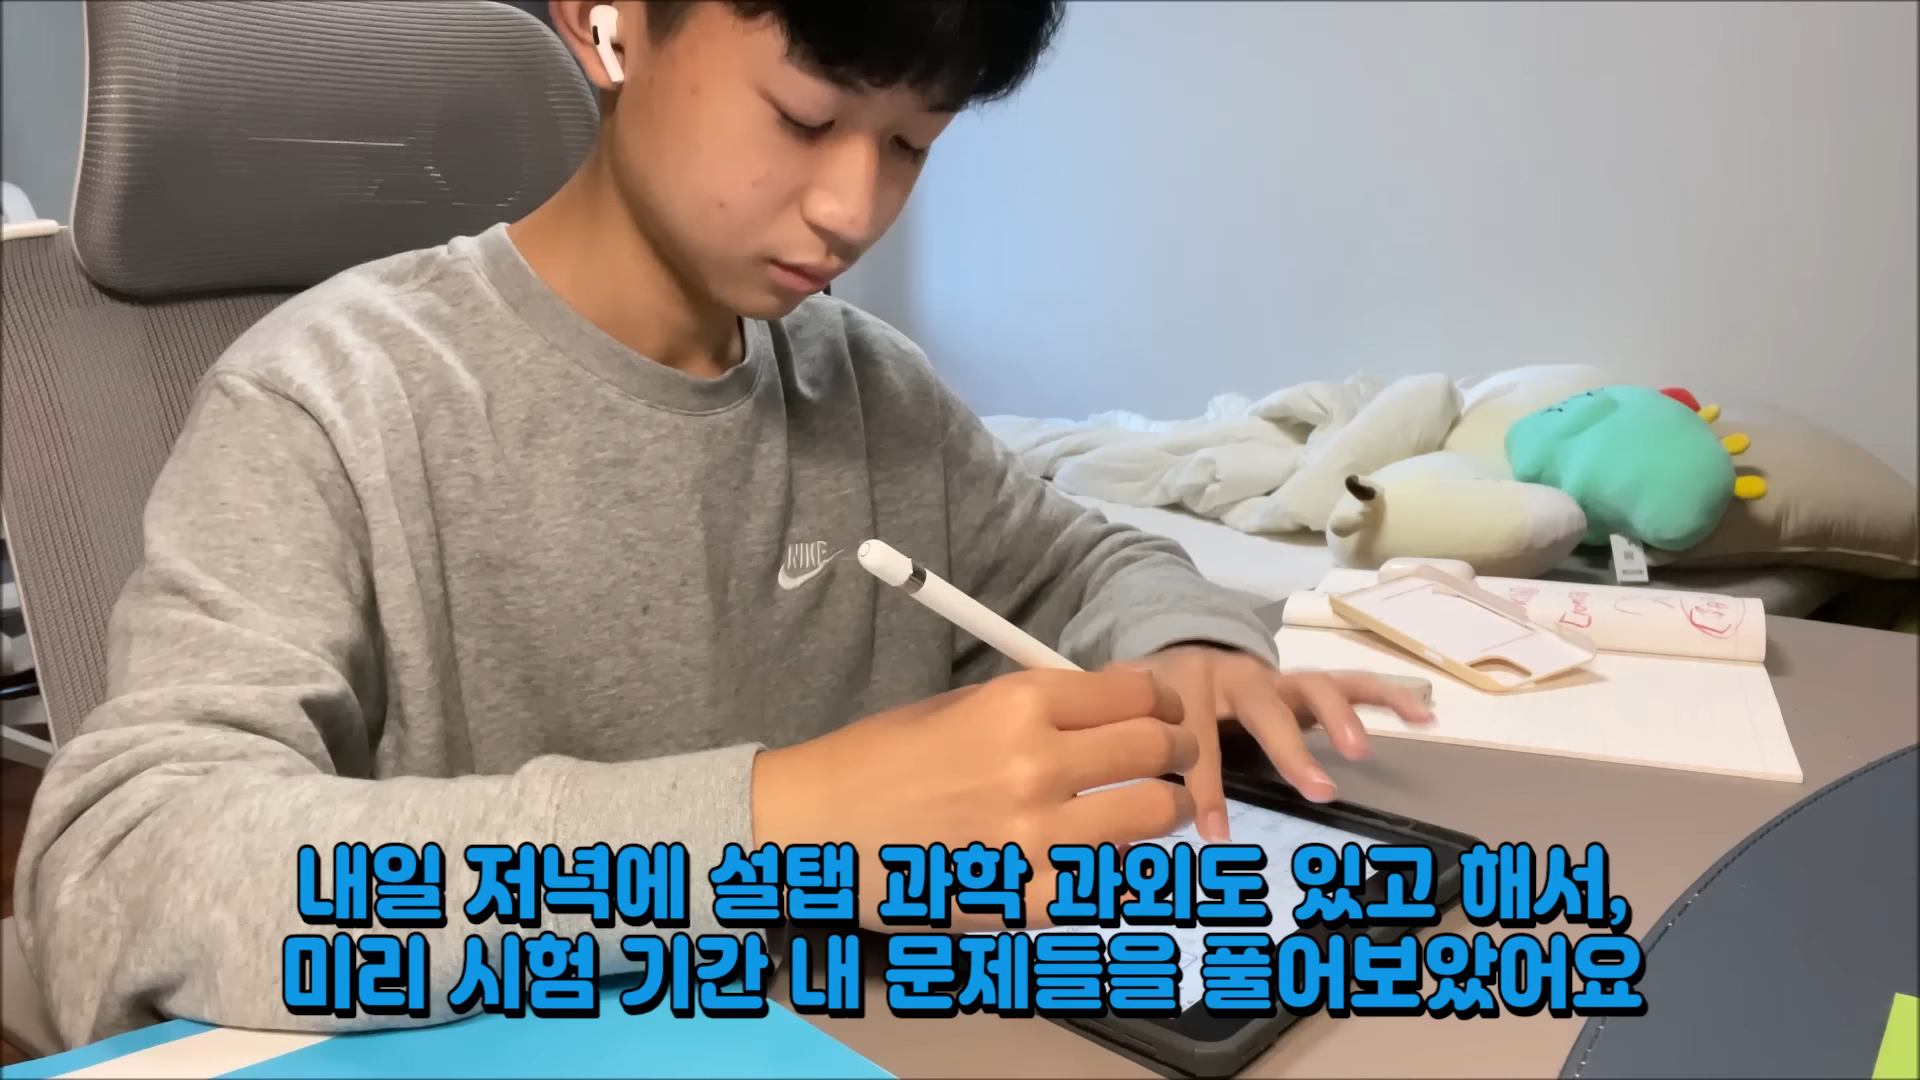 NIKE
내일 저녁에 설탭 과학 과외도 있고 해서,
미리 시험 기간 내 문제들을 풀어보았어요